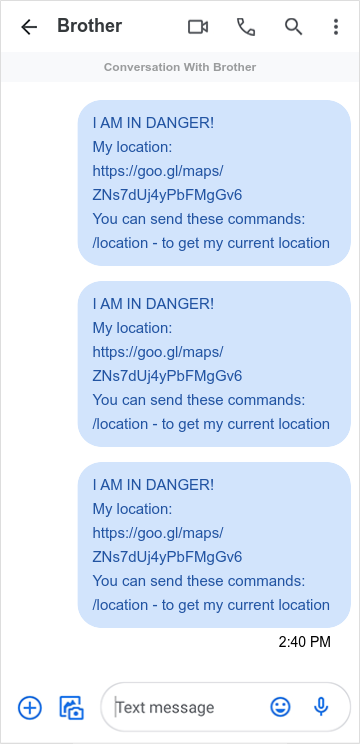 Brother
Conversation With Brother
I AM IN DANGER!
My location:
https://goo.gl/maps/
ZNs7dUj4yPbFMgGv6
You can send these commands:
/location - to get my current location
I AM IN DANGER!
My location:
https://goo.gl/maps/
ZNs7dUj4yPbFMgGv6
You can send these commands:
/location - to get my current location
I AM IN DANGER!
My location:
https://goo.gl/maps/
ZNs7dUj4yPbFMgGv6
You can send these commands:
/location - to get my current location
2:40 PM
Text message